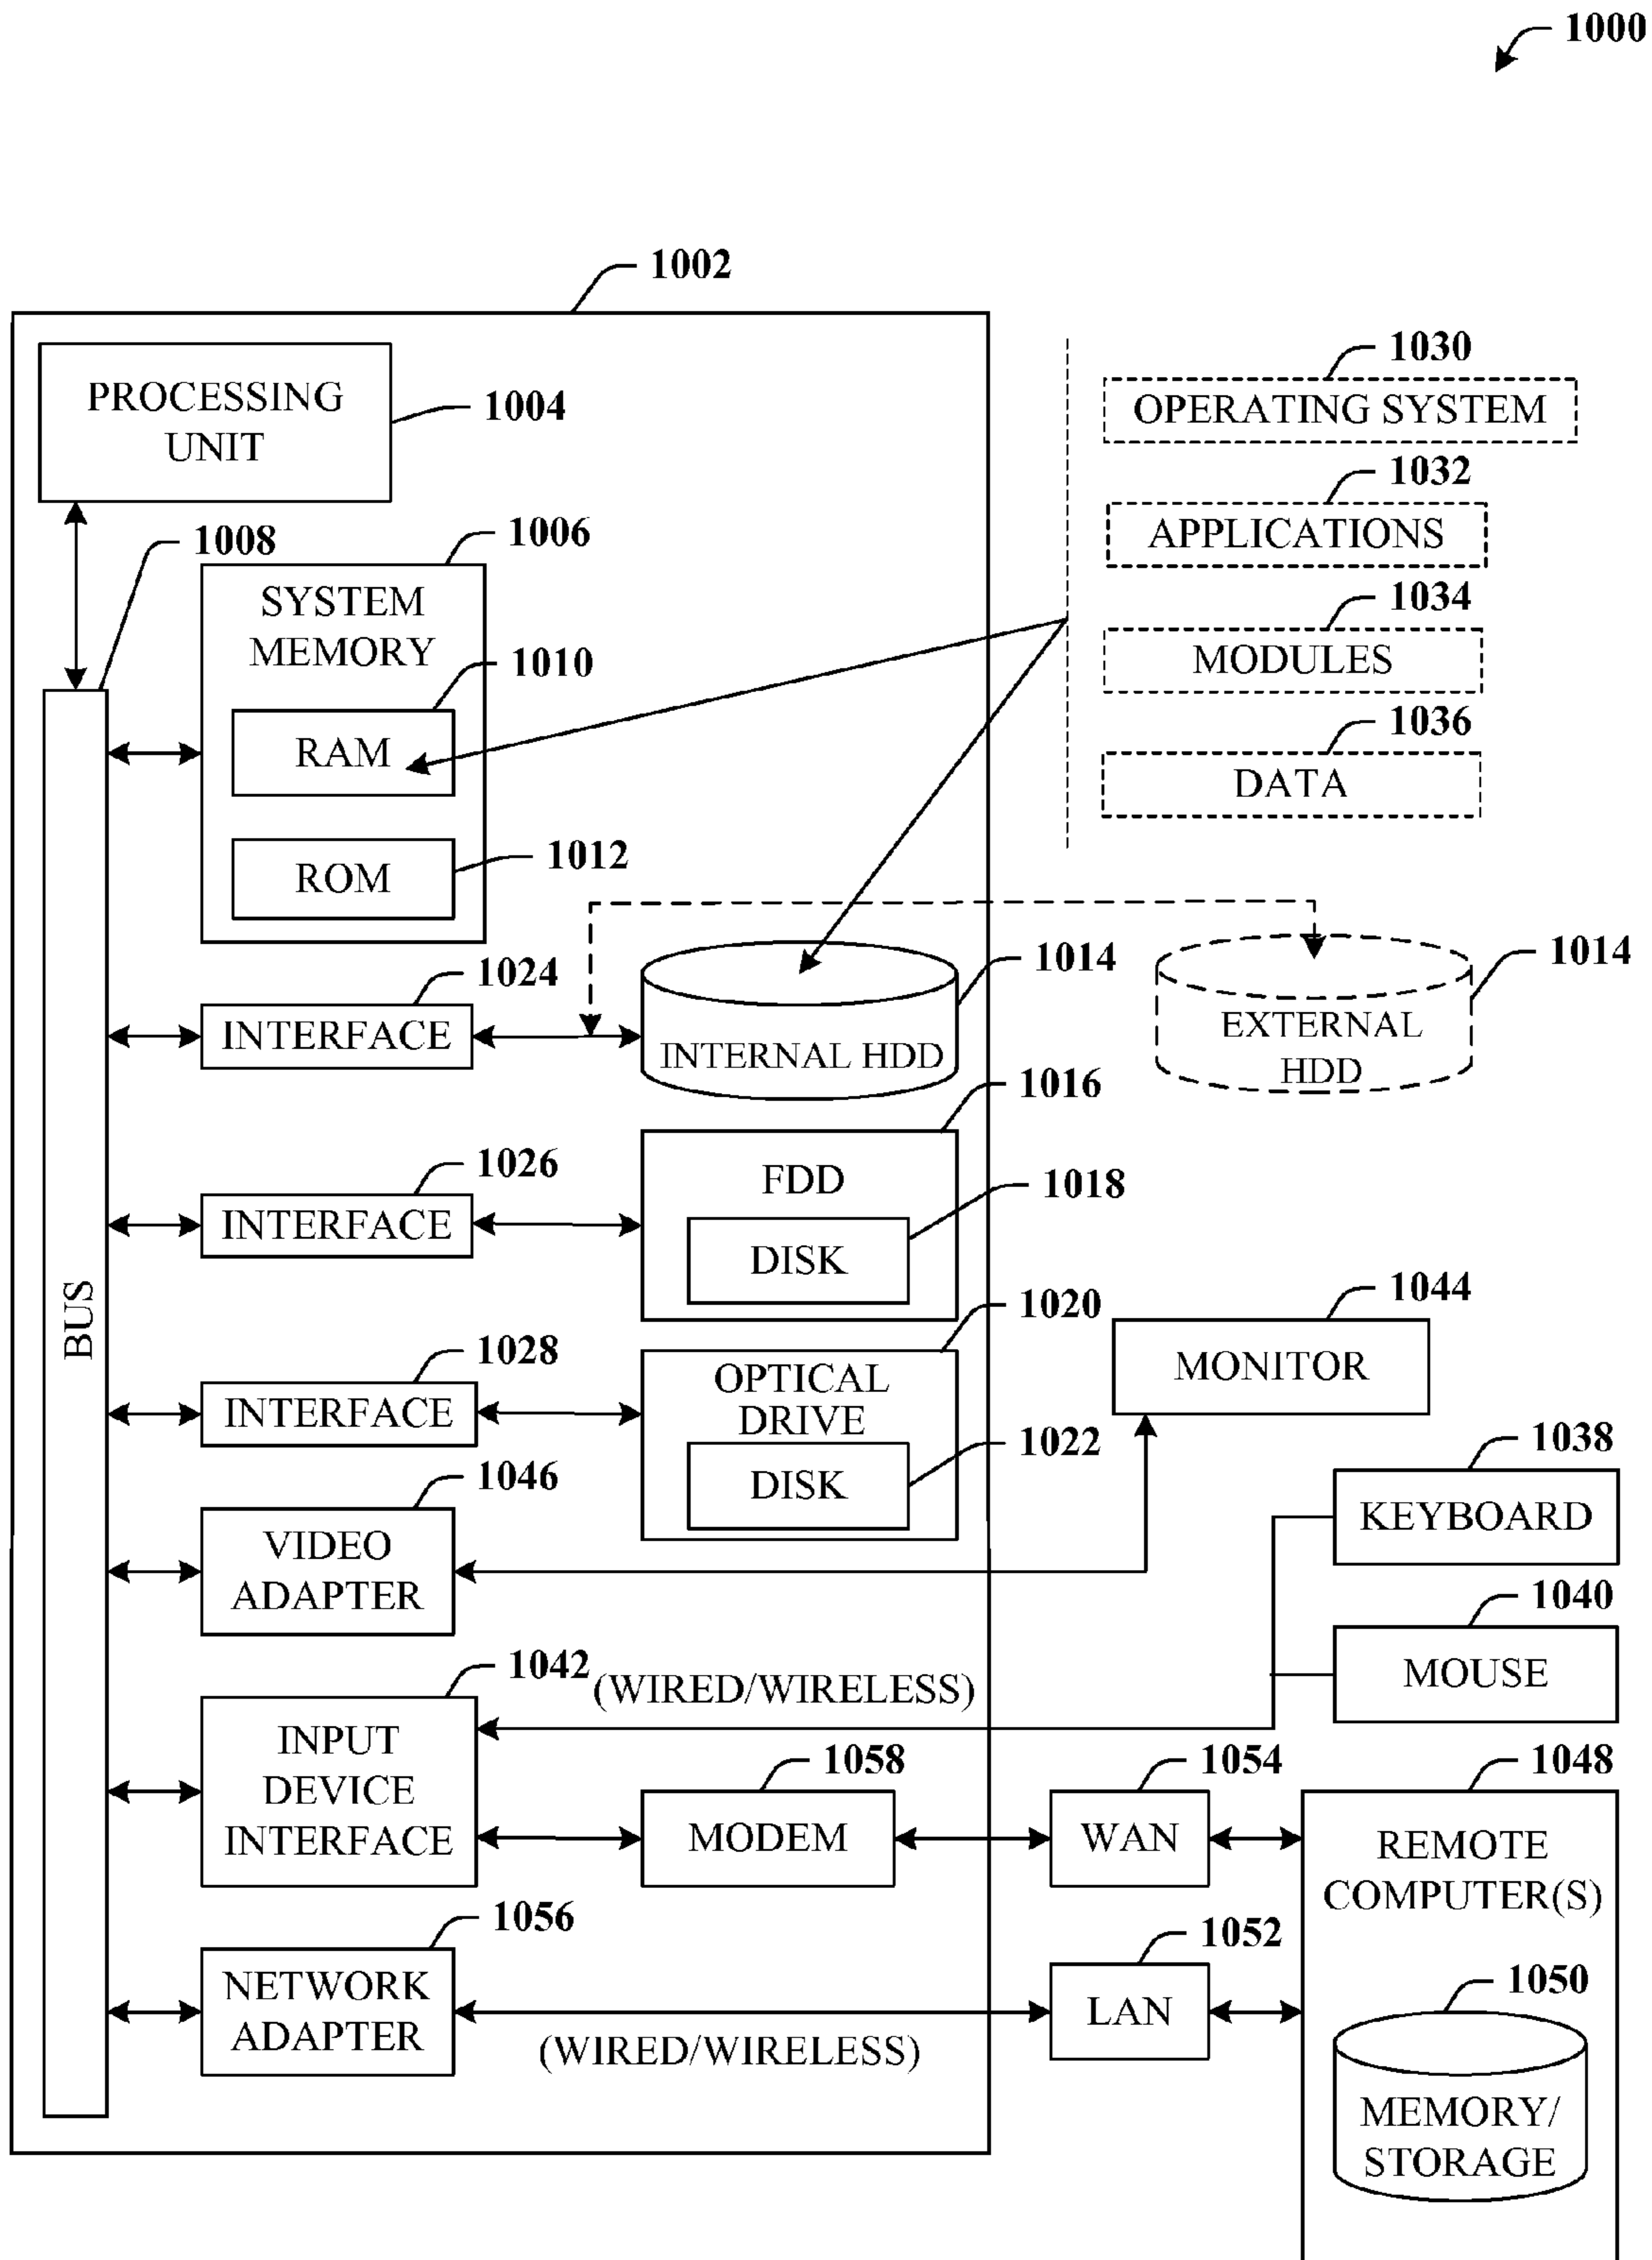 1000
1002
PROCESSING
UNIT
1004
1030
OPERATING SYSTEM
1032
APPLICATIONS
1034
MODULES
1036
DATA
1008
1006
SYSTEM
MEMORY
1010
RAM
1012
ROM
1024
INTERFACE
1014
INTERNAL HDD
1014
EXTERNAL
HDD
1016
1026
INTERFACE
FDD
1018
DISK
BUS
1020
1028
INTERFACE
OPTICAL
DRIVE
1022
DISK
1044
MONITOR
1038
KEYBOARD
1046
VIDEO
ADAPTER
1040
MOUSE
1042
(WIRED/WIRELESS)
INPUT
DEVICE
INTERFACE
1058
MODEM
1054
WAN
1048
REMOTE
COMPUTER(S)
1056
NETWORK
ADAPTER
(WIRED/WIRELESS)
1052
LAN
1050
MEMORY/
STORAGE